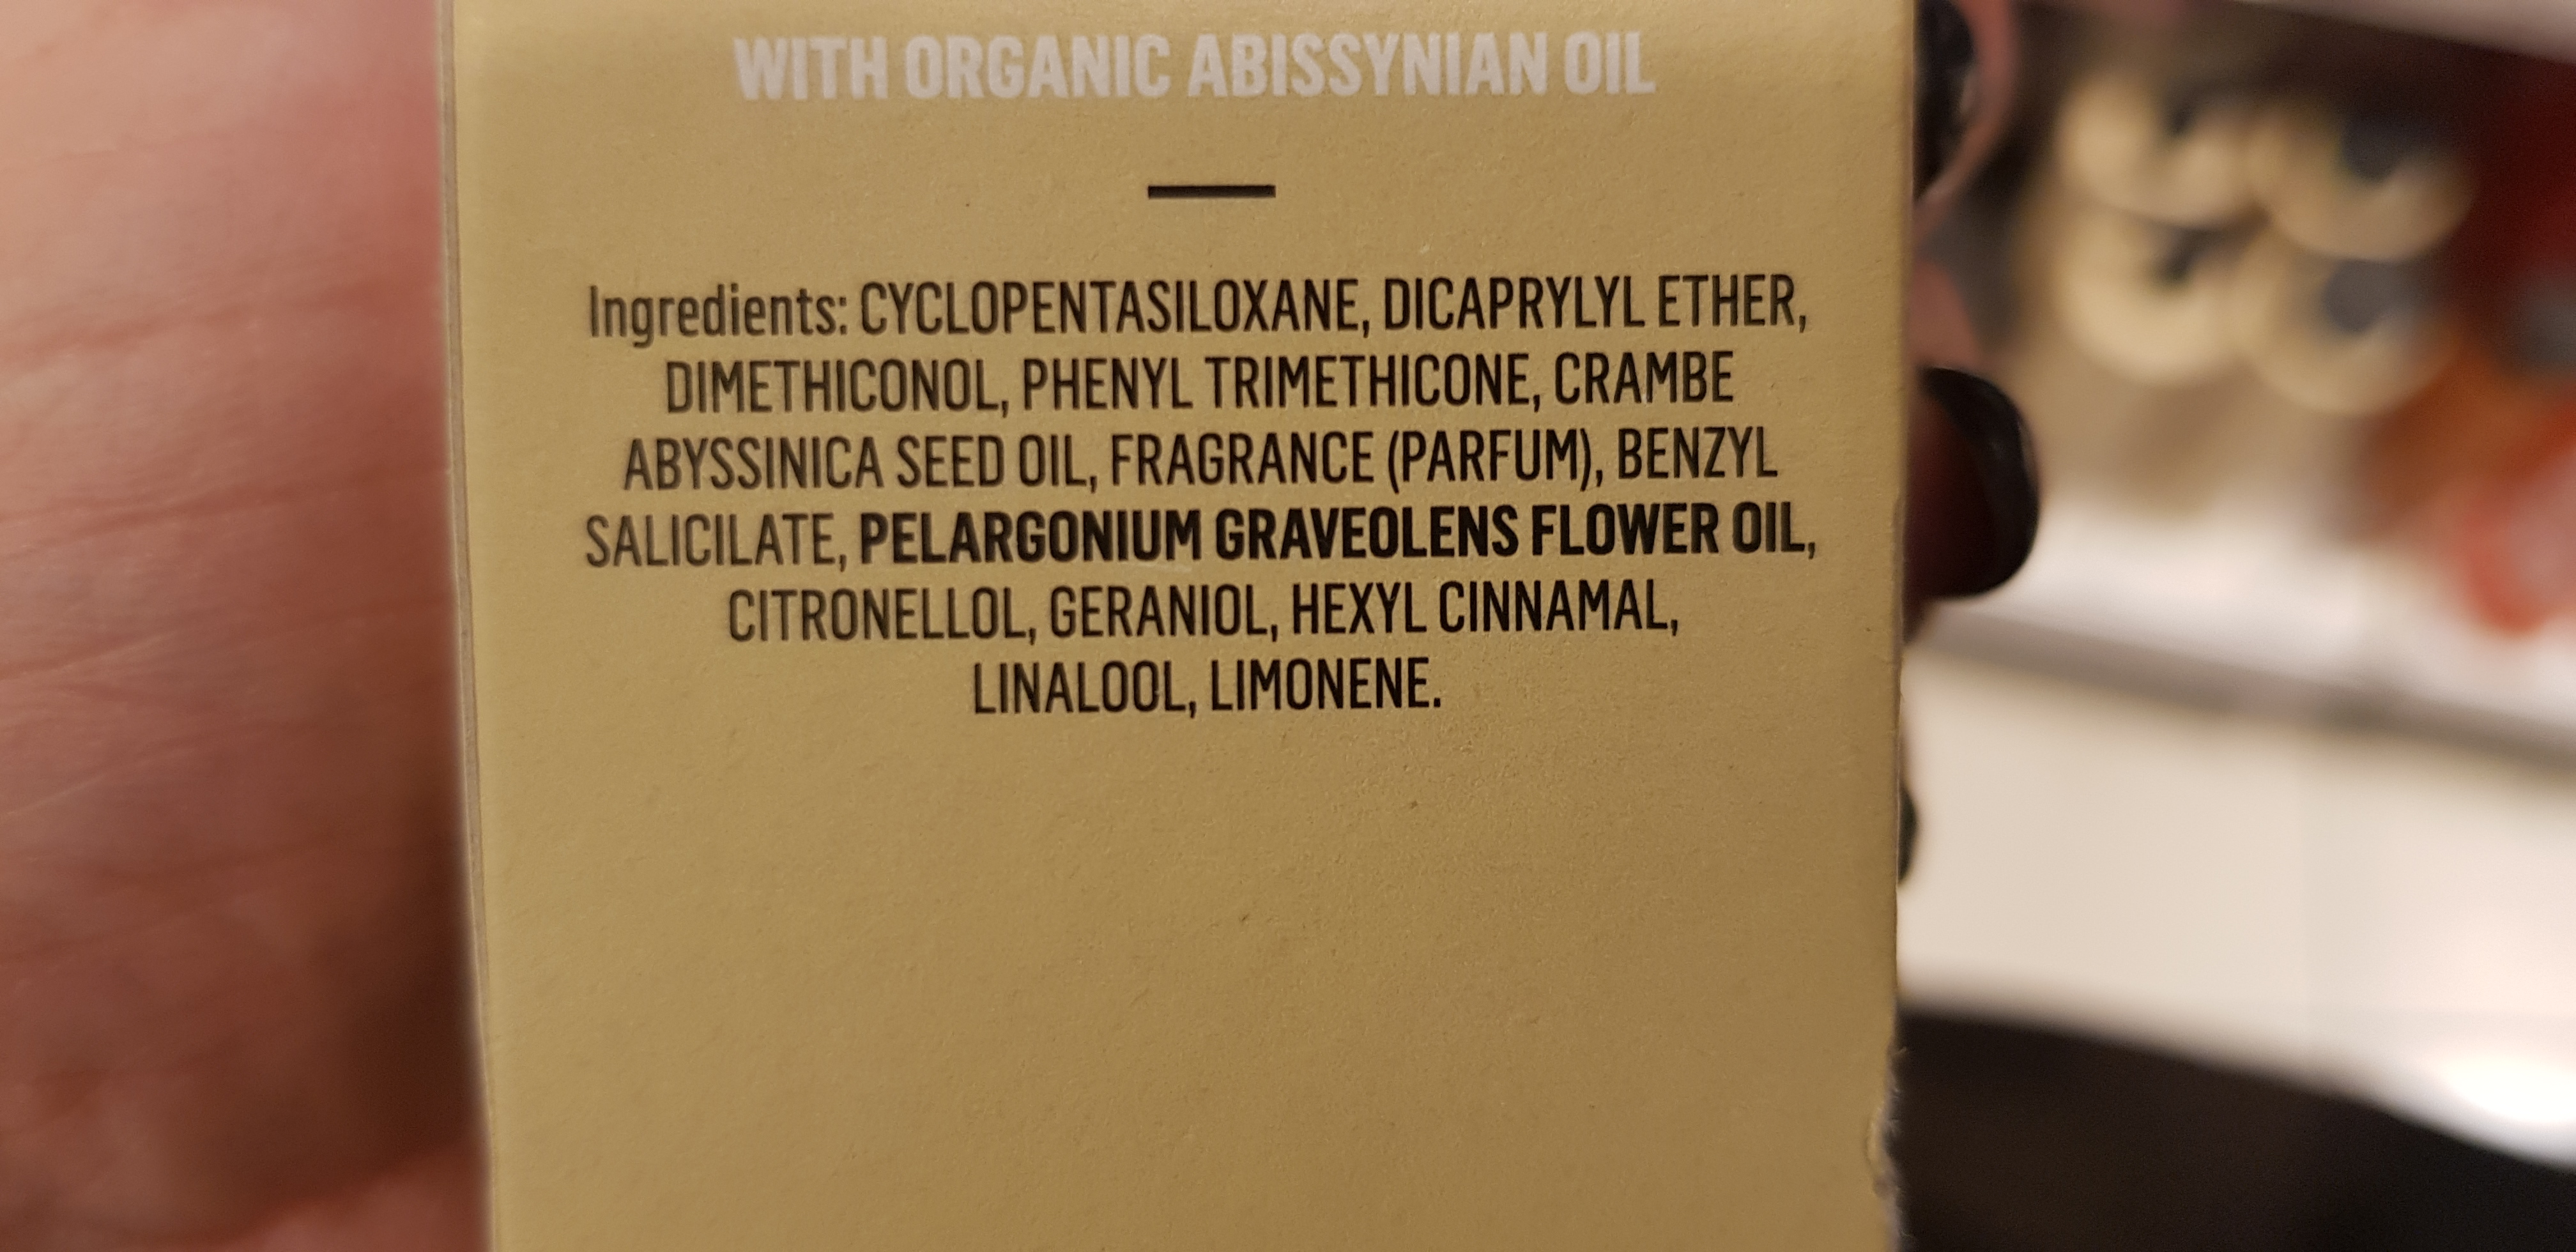 WITH ORGANIC ABISSYNIAN OIL
Ingredients: CYCLOPENTASILOXANE, DICAPRYLYL ETHER,
DIMETHICONOL, PHENYL TRIMETHICONE, CRAMBE
ABYSSINICA SEED OIL, FRAGRANCE (PARFUM), BENZYL
SALICILATE, PELARGONIUM GRAVEOLENS FLOWER OIL,
CITRONELLOL, GERANIOL, HEXYL CINNAMAL,
LINALOOL, LIMONENE.